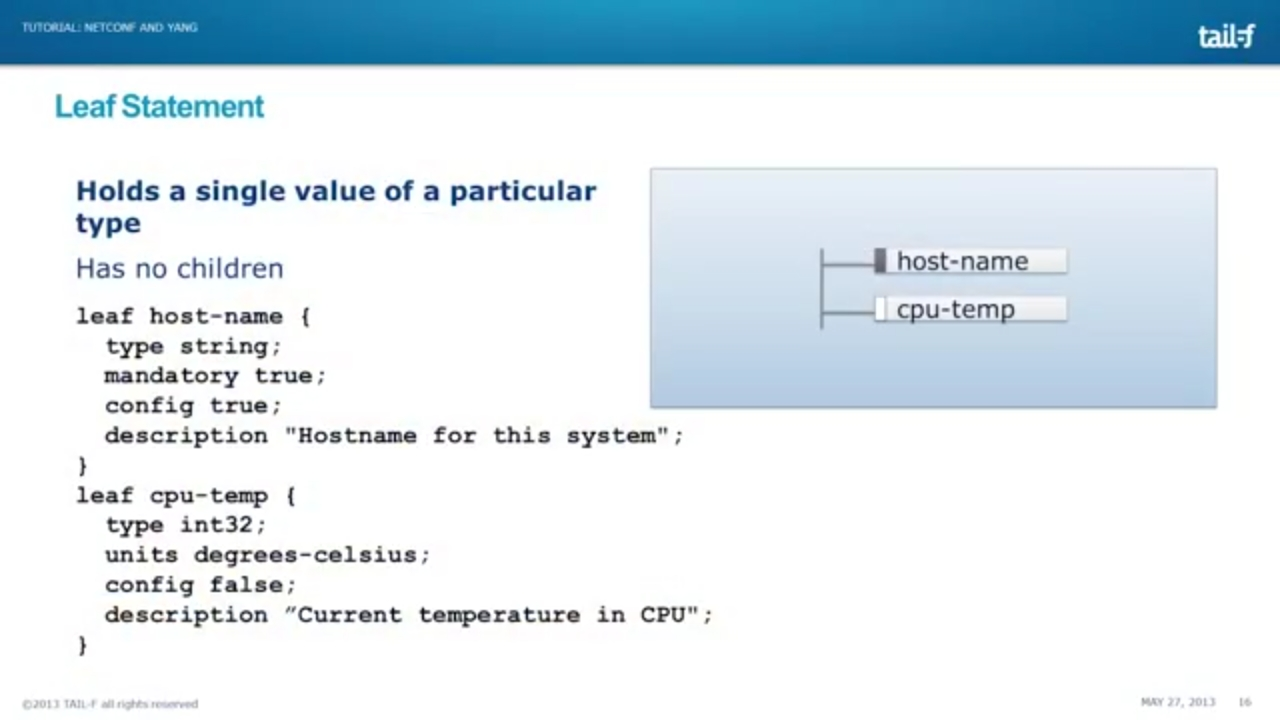 TUTORIAL: NETCONF AND YANG
tail-f
Leaf Statement
Holds a single value of a particular
type
Has no children
leaf host-name {
  type string;
  mandatory true;
  config true;
  description "Hostname for this system";
}
leaf cpu-temp {
  type int32;
  units degrees-celsius;
  config false;
  description ”Current temperature in CPU";
}
host-name
cpu-temp
©2013 TAIL-F all rights reserved
MAY 27, 2013 16